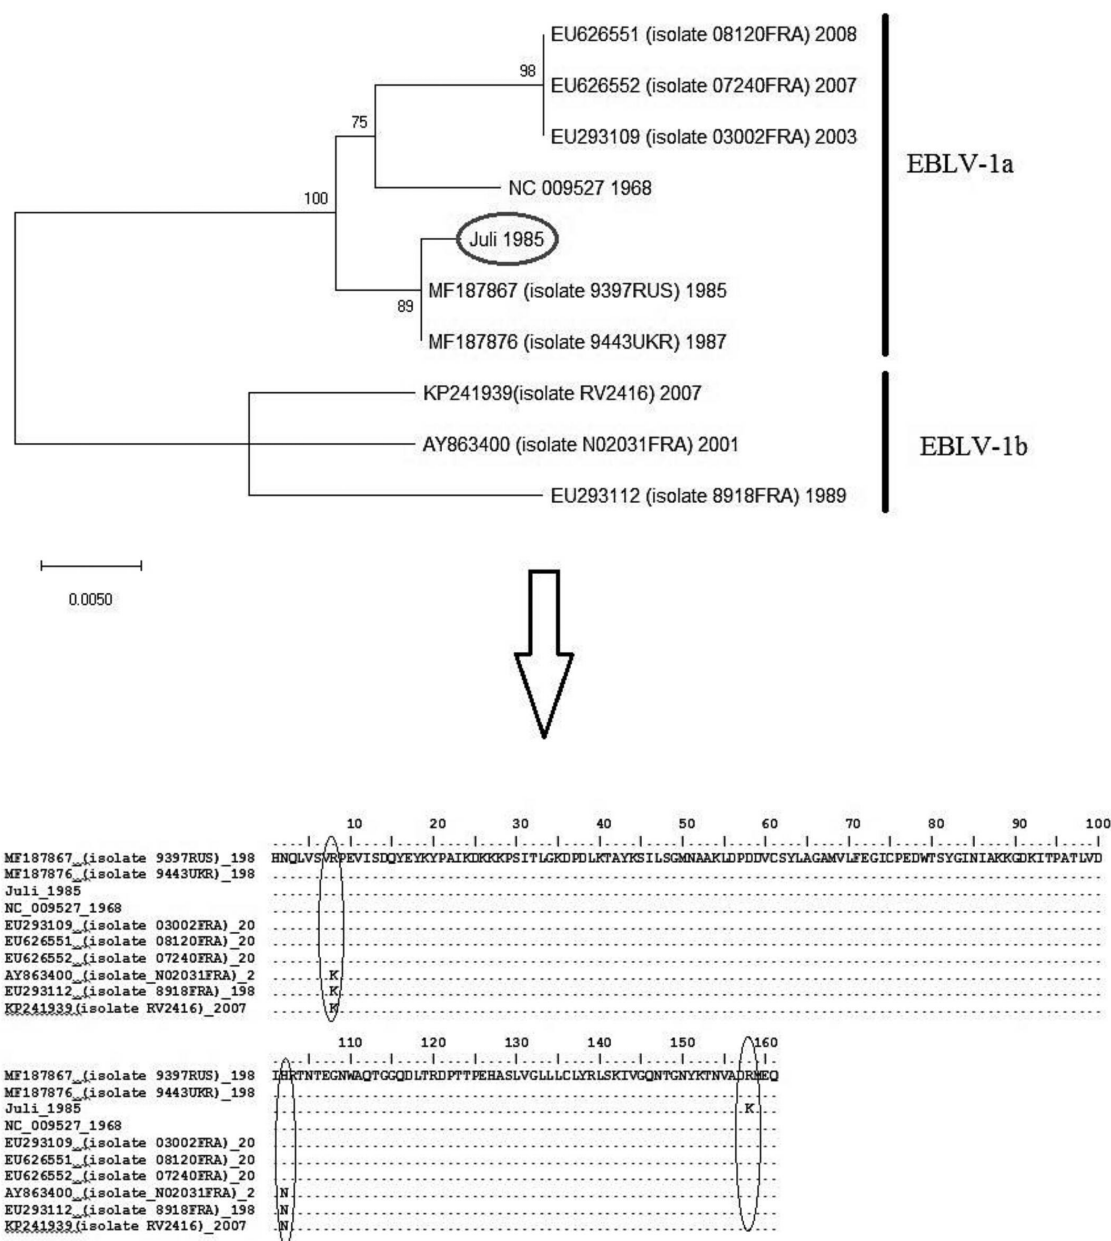 EU626551 (isolate 08120FRA) 2008
98
EU626552 (isolate 07240FRA) 2007
75
EU293109 (isolate 03002FRA) 2003
EBLV-1a
NC 009527 1968
100
Juli 1985
MF187867 (isolate 9397RUS) 1985
89
MF187876 (isolate 9443UKR) 1987
KP241939(isolate RV2416) 2007
AY863400 (isolate N02031FRA) 2001
EBLV-1b
EU293112 (isolate 8918FRA) 1989
0.0050
10 20 30 40 50 60 70 80 90 100
MF187867_(isolate 9397RUS)_198 HNQLVSVRPEVISDQYEYKYPAIKDKKKPSITLGKDPDLKTAYKSILSGMNAAKLDPDDVCSYLAGAMVLFEGICPEDWTSYGINIAKKGDKITPATLVD
MF187876_(isolate 9443UKR)_198
Juli_1985
NC_009527_1968
EU293109_(isolate 03002FRA)_20
EU626551_(isolate 08120FRA)_20
EU626552_(isolate 07240FRA)_20
AY863400_(isolate_N02031FRA)_2 K
EU293112_(isolate 8918FRA)_198 K
KP241939(isolate RV2416)_2007 K
110 120 130 140 150 160
MF187867_(isolate 9397RUS)_198 IHRTNTEGNWAQTGGQDLTRDPTTPEHASLVGLLLCLYRLSKIVGQNTGNYKTNVADRMEQ
MF187876_(isolate 9443UKR)_198
Juli_1985 K
NC_009527_1968
EU293109_(isolate 03002FRA)_20
EU626551_(isolate 08120FRA)_20
EU626552_(isolate 07240FRA)_20
AY863400_(isolate_N02031FRA)_2 N
EU293112_(isolate 8918FRA)_198 N
KP241939(isolate RV2416)_2007 N